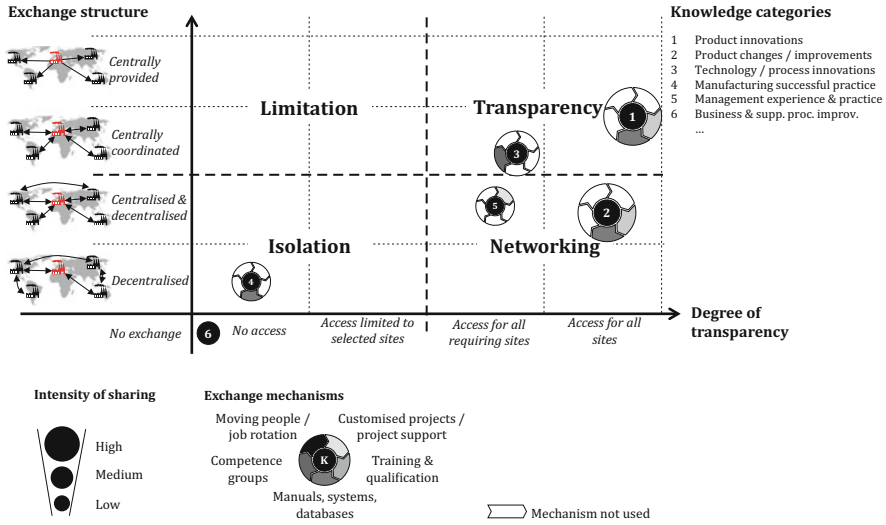 Exchange structure
Knowledge categories
Centrally
provided
1 Product innovations
2 Product changes / improvements
3 Technology / process innovations
4 Manufacturing successful practice
5 Management experience & practice
6 Business & supp. proc. improv.
...
Limitation
Transparency
1
Centrally
coordinated
3
Centralised &
decentralised
5
2
Isolation
Networking
Decentralised
4
Degree of
transparency
No exchange
6
No access
Access limited to
selected sites
Access for all
requiring sites
Access for all
sites
Intensity of sharing
High
Medium
Low
Exchange mechanisms
Moving people /
job rotation
Customised projects /
project support
K
Competence
groups
Training &
qualification
Manuals, systems,
databases
Mechanism not used